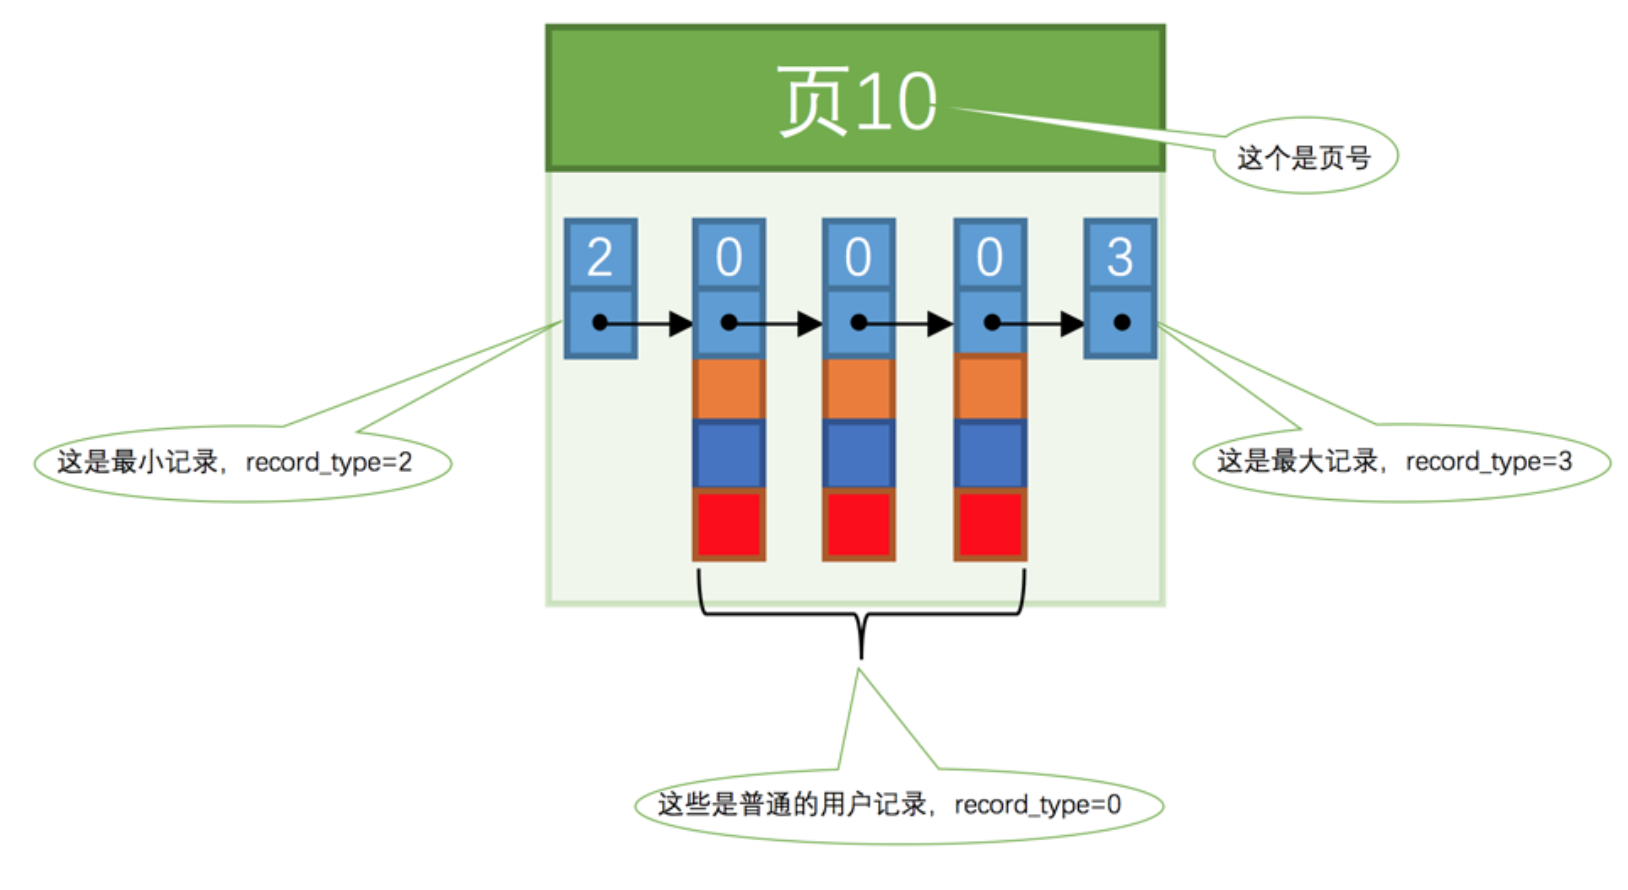 页10
这个是页号
2 0 0 0 3
这是最小记录，record_type=2
这是最大记录，record_type=3
这些是普通的用户记录，record_type=0